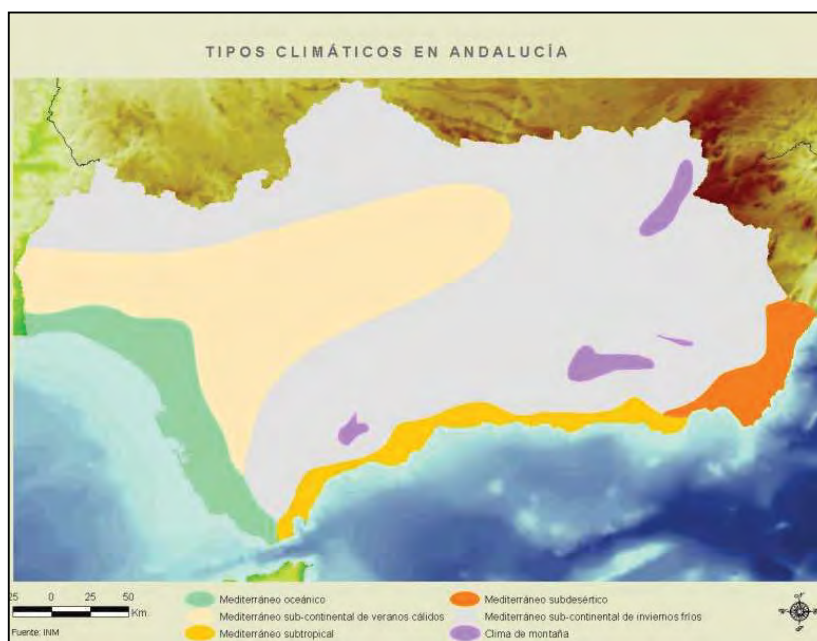 TIPOS CLIMÁTICOS EN ANDALUCÍA
25 0 25 50
Km.
Fuente: INM
Mediterráneo oceánico
Mediterráneo sub-continental de veranos cálidos
Mediterráneo subtropical
Mediterráneo subdesértico
Mediterráneo sub-continental de inviernos fríos
Clima de montaña